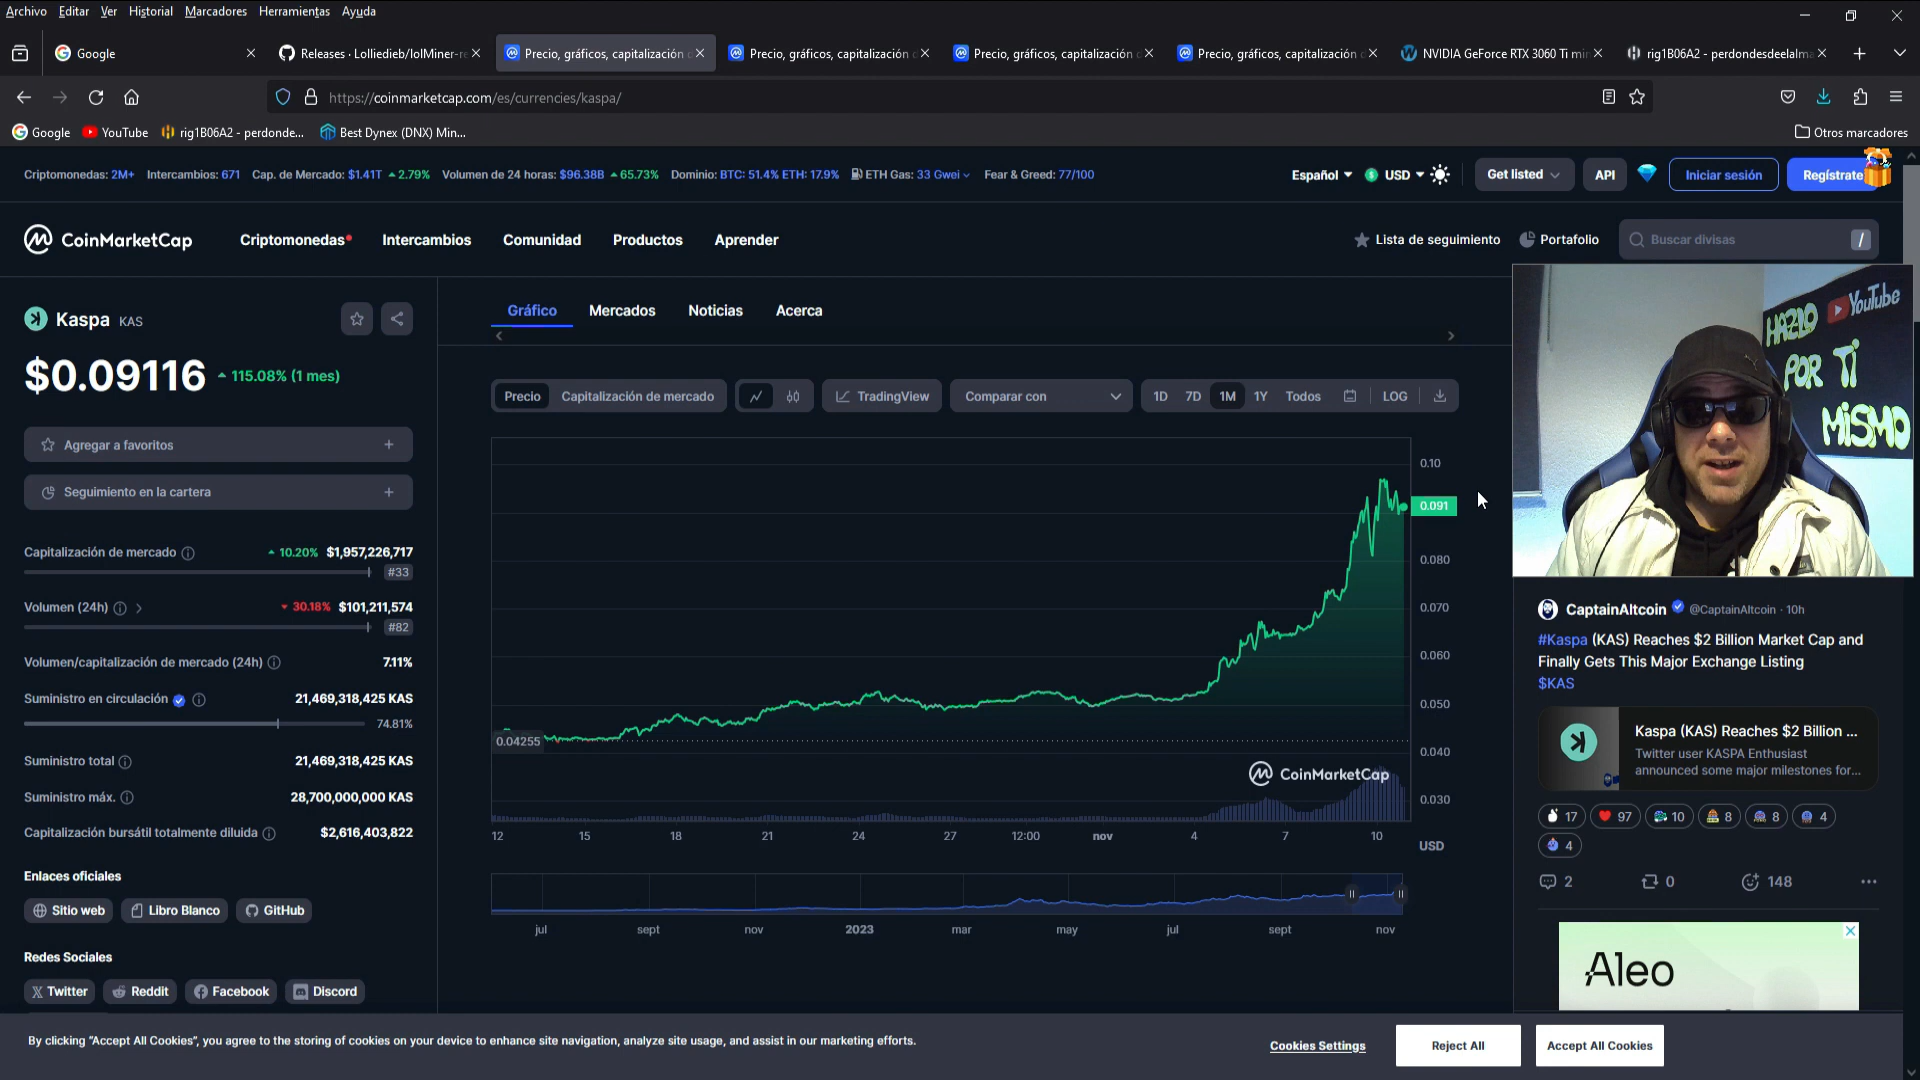 Archivo Editar Ver Historial Marcadores Herramientas Ayuda
Google
Releases · Lolliedieb/lolMiner-re
Precio, gráficos, capitalización d
Precio, gráficos, capitalización d
Precio, gráficos, capitalización d
Precio, gráficos, capitalización d
NVIDIA GeForce RTX 3060 Ti min
rig1B06A2 - perdondesdeelalma
https://coinmarketcap.com/es/currencies/kaspa/
Google YouTube rig1B06A2 - perdonde... Best Dynex (DNX) Min... Otros marcadores
Criptomonedas: 2M+ Intercambios: 671 Cap. de Mercado: $1.41T 2.79% Volumen de 24 horas: $96.38B 65.73% Dominio: BTC: 51.4% ETH: 17.9% ETH Gas: 33 Gwei Fear & Greed: 77/100
Español USD Get listed API Iniciar sesión Regístrate
CoinMarketCap Criptomonedas Intercambios Comunidad Productos Aprender
Lista de seguimiento Portafolio Buscar divisas /
Kaspa KAS
$0.09116 115.08% (1 mes)
Agregar a favoritos +
Seguimiento en la cartera +
Capitalización de mercado 10.20% $1,957,226,717
#33
Volumen (24h) 30.18% $101,211,574
#82
Volumen/capitalización de mercado (24h) 7.11%
Suministro en circulación 21,469,318,425 KAS
74.81%
Suministro total 21,469,318,425 KAS
Suministro máx. 28,700,000,000 KAS
Capitalización bursátil totalmente diluida $2,616,403,822
Enlaces oficiales
Sitio web Libro Blanco GitHub
Redes Sociales
Twitter Reddit Facebook Discord
Gráfico Mercados Noticias Acerca
Precio Capitalización de mercado TradingView Comparar con 1D 7D 1M 1Y Todos LOG
0.10
0.091
0.080
0.070
0.060
0.050
0.040
0.030
0.04255
CoinMarketCap
12 15 18 21 24 27 12:00 nov 4 7 10
USD
jul sept nov 2023 mar may jul sept nov
YouTube
HAZLO
POR TI
MiSMO
CaptainAltcoin @CaptainAltcoin · 10h
#Kaspa (KAS) Reaches $2 Billion Market Cap and
Finally Gets This Major Exchange Listing
$KAS
Kaspa (KAS) Reaches $2 Billion ...
Twitter user KASPA Enthusiast
announced some major milestones for...
17 97 10 8 8 4
4
2 0 148
Aleo
By clicking “Accept All Cookies”, you agree to the storing of cookies on your device to enhance site navigation, analyze site usage, and assist in our marketing efforts.
Cookies Settings Reject All Accept All Cookies